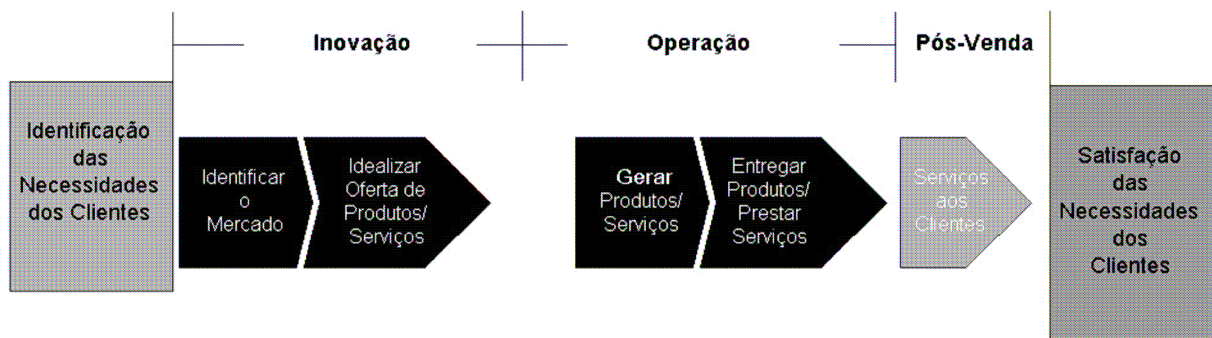 Inovação
Operação
Pós-Venda
Identificação
das
Necessidades
dos Clientes
Identificar
o
Mercado
Idealizar
Oferta de
Produtos/
Serviços
Gerar
Produtos/
Serviços
Entregar
Produtos/
Prestar
Serviços
Serviços
aos
Clientes
Satisfação
das
Necessidades
dos
Clientes